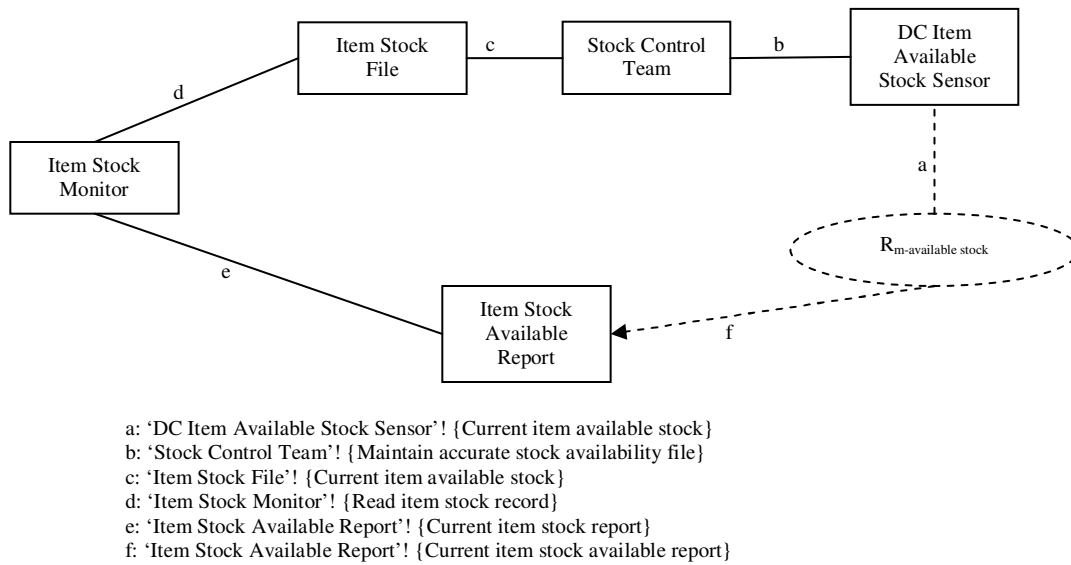 Item Stock
File
c
Stock Control
Team
b
DC Item
Available
Stock Sensor
d
a
Item Stock
Monitor
Rm-available stock
e
Item Stock
Available
Report
f
a: ‘DC Item Available Stock Sensor’! {Current item available stock}
b: ‘Stock Control Team’! {Maintain accurate stock availability file}
c: ‘Item Stock File’! {Current item available stock}
d: ‘Item Stock Monitor’! {Read item stock record}
e: ‘Item Stock Available Report’! {Current item stock report}
f: ‘Item Stock Available Report’! {Current item stock available report}